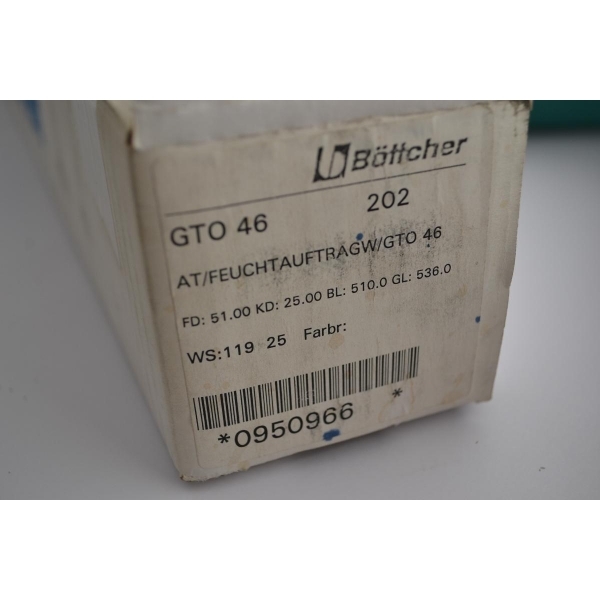 Böttcher
GTO 46 202
AT/FEUCHTAUFTRAGW/GTO 46
FD: 51.00 KD: 25.00 BL: 510.0 GL: 536.0
WS:119 25 Farbr:
*0950966 *